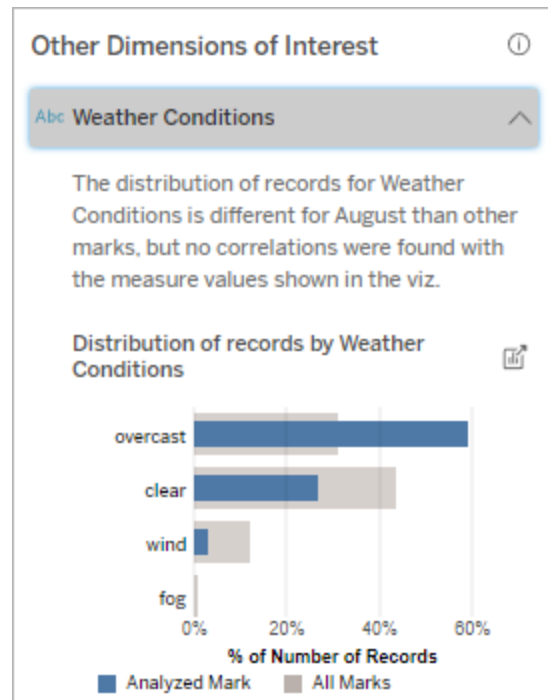 Other Dimensions of Interest
Abc Weather Conditions
The distribution of records for Weather
Conditions is different for August than other
marks, but no correlations were found with
the measure values shown in the viz.
Distribution of records by Weather
Conditions
overcast
clear
wind
fog
0% 20% 40% 60%
% of Number of Records
Analyzed Mark All Marks